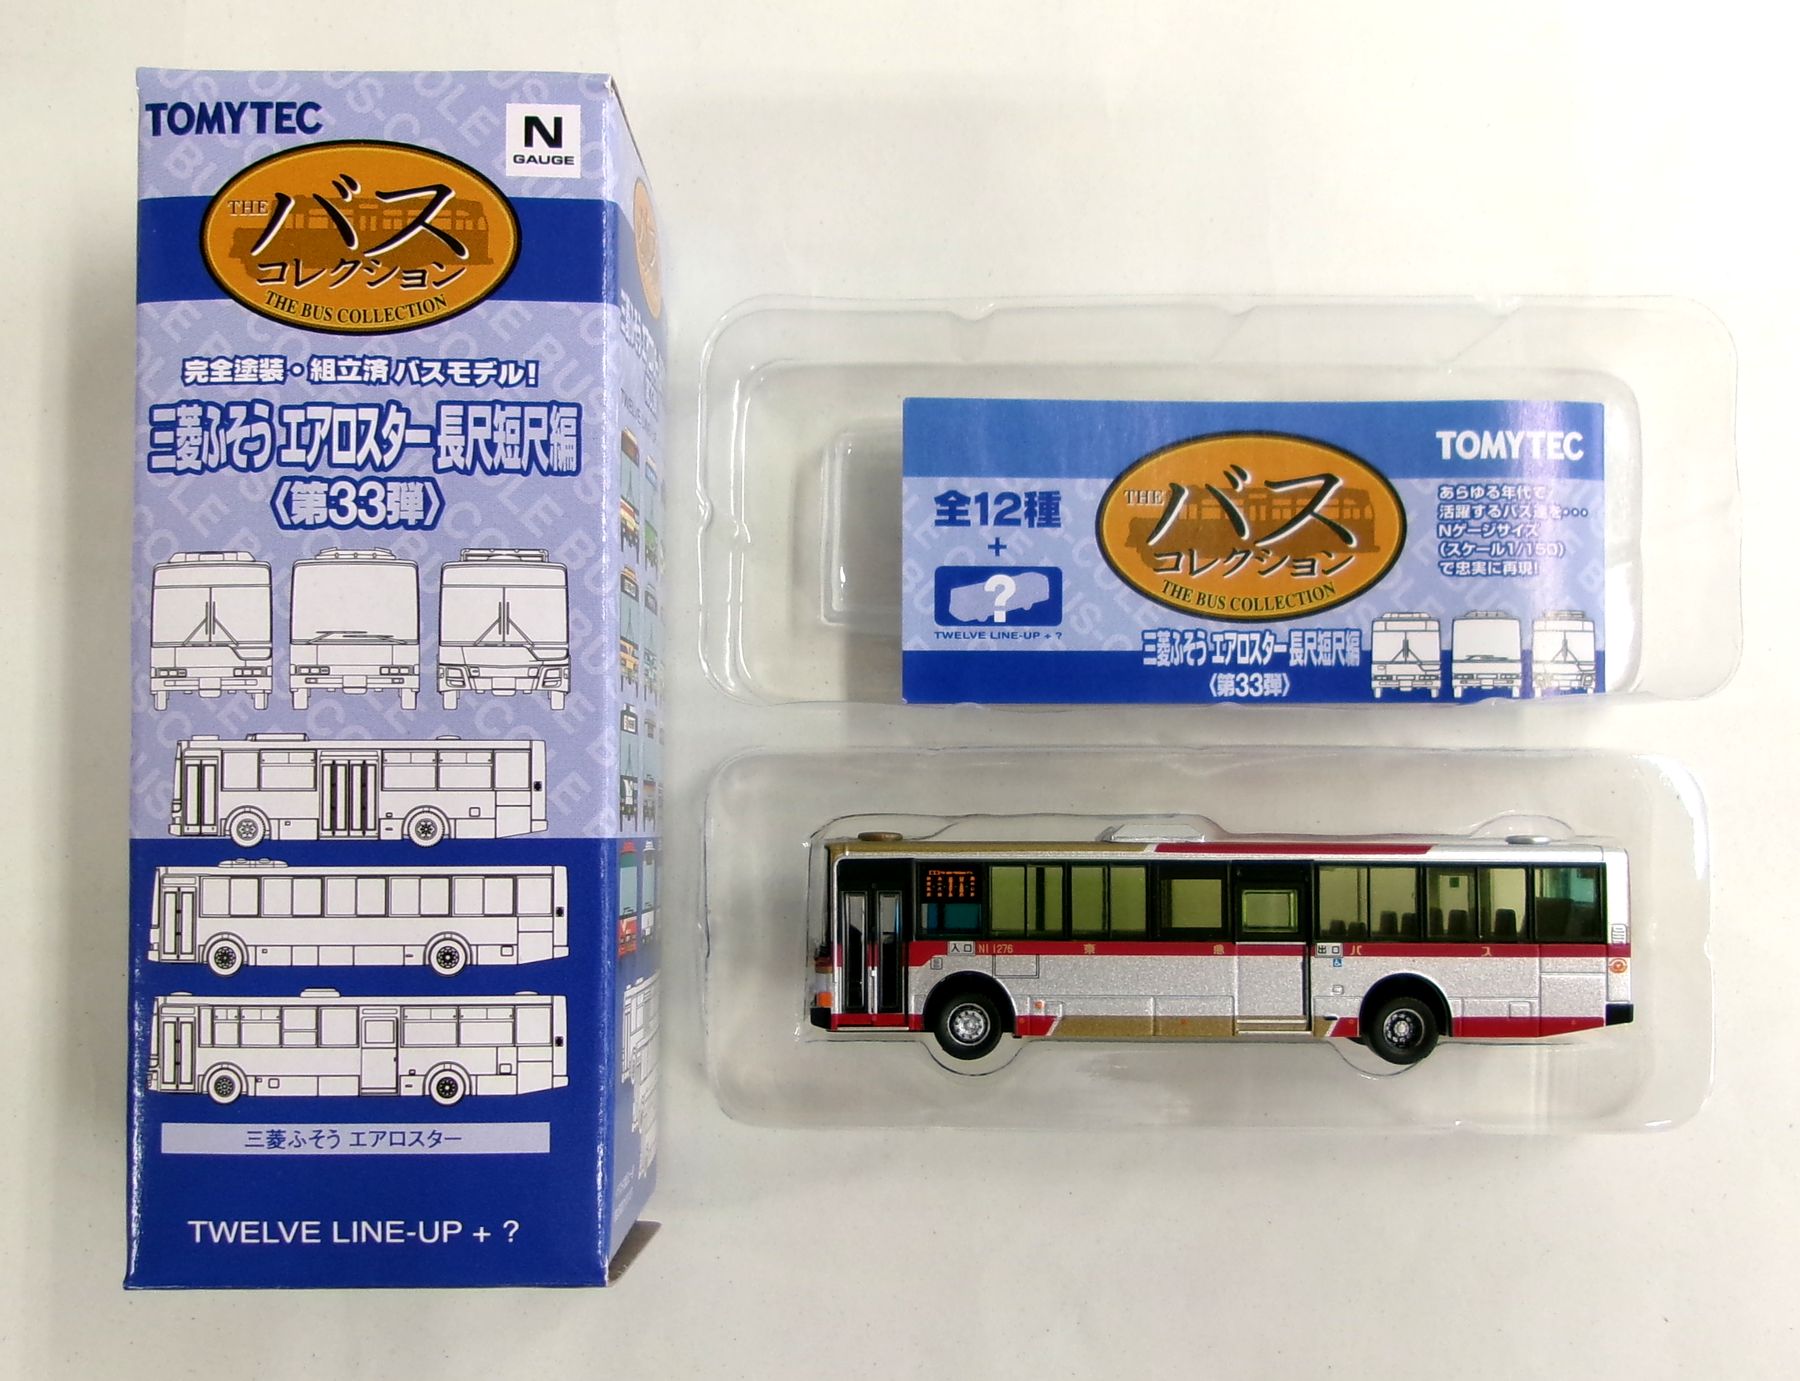 TOMYTEC
N
GAUGE
THE
バス
コレクション
THE BUS COLLECTION
完全塗装・組立済 バスモデル!
三菱ふそう エアロスター 長尺短尺編
〈第33弾〉
三菱ふそう エアロスター
TWELVE LINE-UP + ?
TOMYTEC
全12種
+
?
TWELVE LINE-UP + ?
THE
バス
コレクション
THE BUS COLLECTION
あらゆる年代で
活躍するバス達を・・・
Nゲージサイズ
(スケール1/150)
で忠実に再現!
三菱ふそう エアロスター 長尺短尺編
〈第33弾〉
入口 NI 1276 東 急 出口 バ ス